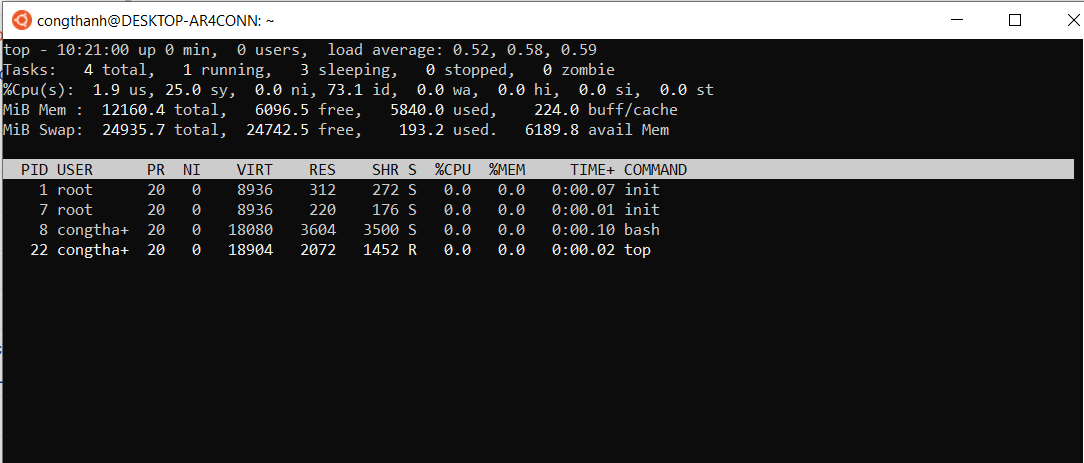 congthanh@DESKTOP-AR4CONN: ~
top - 10:21:00 up 0 min,  0 users,  load average: 0.52, 0.58, 0.59
Tasks:   4 total,   1 running,   3 sleeping,   0 stopped,   0 zombie
%Cpu(s):  1.9 us, 25.0 sy,  0.0 ni, 73.1 id,  0.0 wa,  0.0 hi,  0.0 si,  0.0 st
MiB Mem :  12160.4 total,   6096.5 free,   5840.0 used,    224.0 buff/cache
MiB Swap:  24935.7 total,  24742.5 free,    193.2 used.   6189.8 avail Mem
  PID USER      PR  NI    VIRT    RES    SHR S  %CPU  %MEM     TIME+ COMMAND
    1 root      20   0    8936    312    272 S   0.0   0.0   0:00.07 init
    7 root      20   0    8936    220    176 S   0.0   0.0   0:00.01 init
    8 congtha+  20   0   18080   3604   3500 S   0.0   0.0   0:00.10 bash
   22 congtha+  20   0   18904   2072   1452 R   0.0   0.0   0:00.02 top